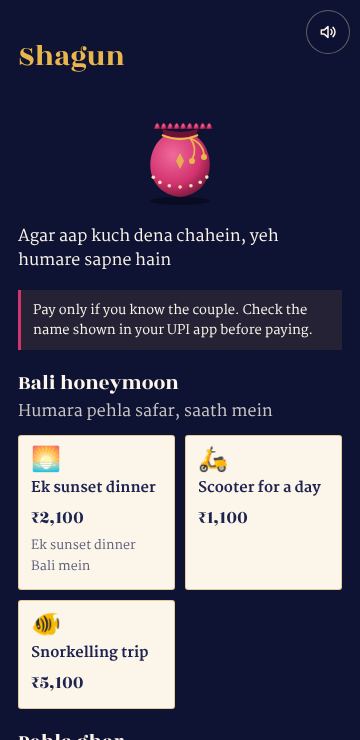 Shagun
Agar aap kuch dena chahein, yeh
humare sapne hain
Pay only if you know the couple. Check the
name shown in your UPI app before paying.
Bali honeymoon
Humara pehla safar, saath mein
Ek sunset dinner
₹2,100
Ek sunset dinner
Bali mein
Scooter for a day
₹1,100
Snorkelling trip
₹5,100